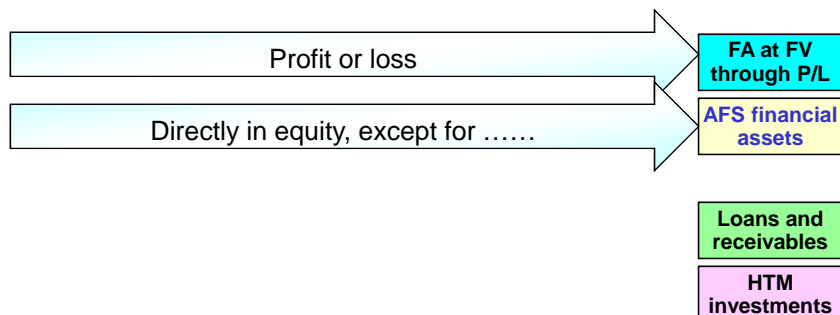 Profit or loss
FA at FV
through P/L
Directly in equity, except for ……
AFS financial
assets
Loans and
receivables
HTM
investments